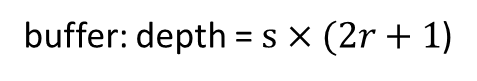 buffer: depth = s × (2r + 1)